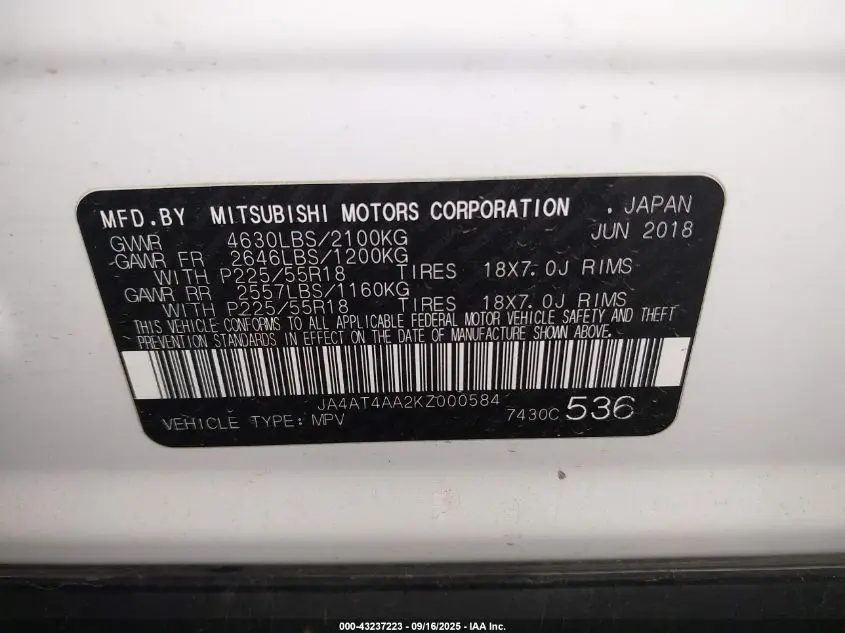 MFD.BY MITSUBISHI MOTORS CORPORATION . JAPAN
GVWR 4630LBS/2100KG JUN 2018
GAWR FR 2646LBS/1200KG
WITH P225/55R18 TIRES 18X7.0J RIMS
GAWR RR 2557LBS/1160KG
WITH P225/55R18 TIRES 18X7.0J RIMS
THIS VEHICLE CONFORMS TO ALL APPLICABLE FEDERAL MOTOR VEHICLE SAFETY AND THEFT
PREVENTION STANDARDS IN EFFECT ON THE DATE OF MANUFACTURE SHOWN ABOVE.
JA4AT4AA2KZ000584
VEHICLE TYPE: MPV 7430C 536
000-43237223 - 09/16/2025 - IAA Inc.